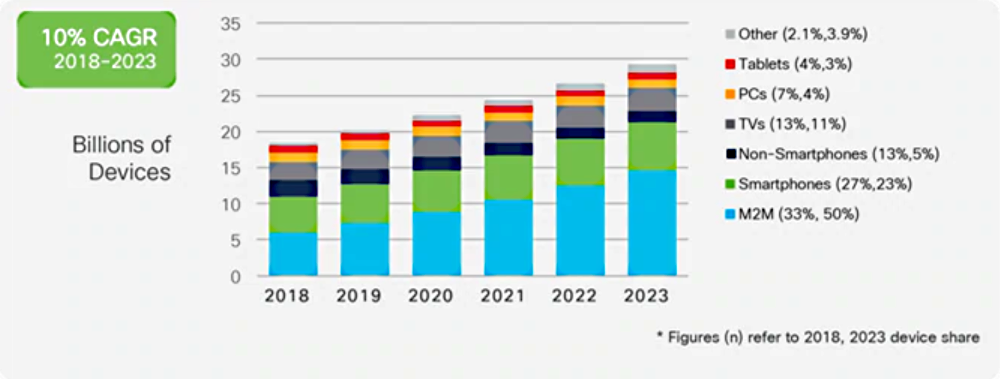 10% CAGR
2018-2023
Billions of
Devices
35
30
25
20
15
10
5
0
2018 2019 2020 2021 2022 2023
Other (2.1%,3.9%)
Tablets (4%,3%)
PCs (7%,4%)
TVs (13%,11%)
Non-Smartphones (13%,5%)
Smartphones (27%,23%)
M2M (33%, 50%)
* Figures (n) refer to 2018, 2023 device share